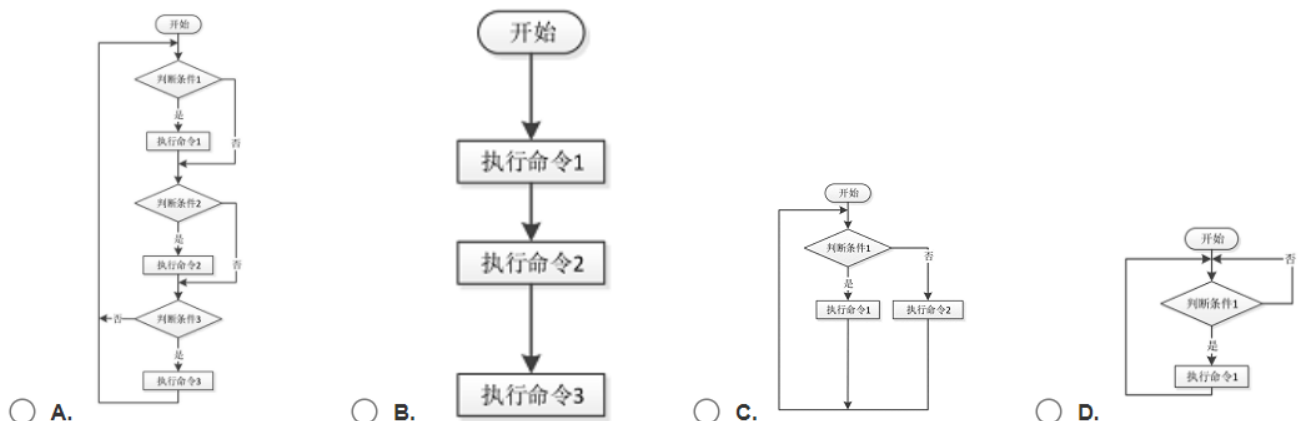 开始
判断条件1
是
执行命令1
否
判断条件2
是
执行命令2
否
判断条件3
否
是
执行命令3
A.
开始
执行命令1
执行命令2
执行命令3
B.
开始
判断条件1
否
是
执行命令1
执行命令2
C.
开始
否
判断条件1
是
执行命令1
D.